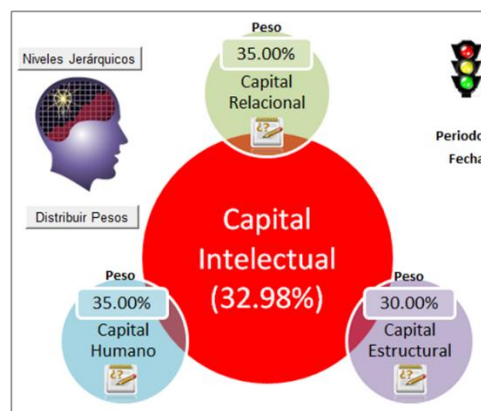 Peso
35.00%
Capital
Relacional
Niveles Jerárquicos
Periodo
Fecha
Distribuir Pesos
Capital
Intelectual
(32.98%)
Peso
35.00%
Capital
Humano
Peso
30.00%
Capital
Estructural